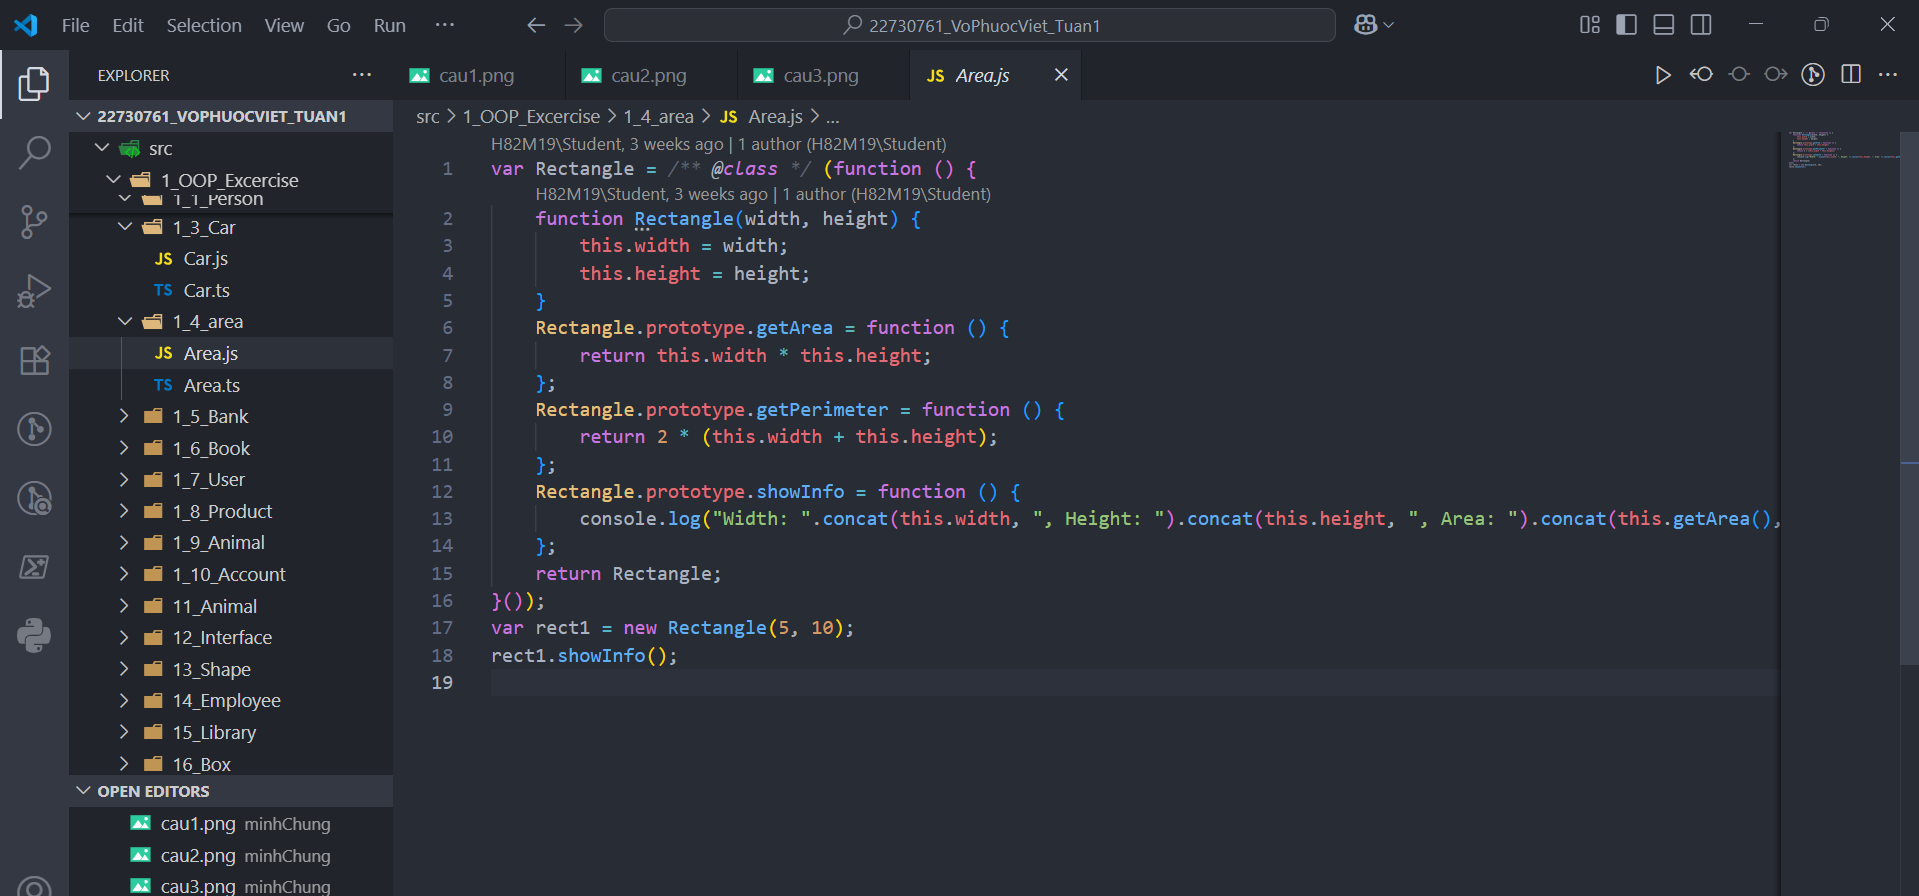 File Edit Selection View Go Run ··· 22730761_VoPhuocViet_Tuan1
EXPLORER ···
22730761_VOPHUOCVIET_TUAN1
src
1_OOP_Excercise
1_1_Person
1_3_Car
JS Car.js
TS Car.ts
1_4_area
JS Area.js
TS Area.ts
1_5_Bank
1_6_Book
1_7_User
1_8_Product
1_9_Animal
1_10_Account
11_Animal
12_Interface
13_Shape
14_Employee
15_Library
16_Box
OPEN EDITORS
cau1.png minhChung
cau2.png minhChung
cau3.png minhChung
cau1.png cau2.png cau3.png JS Area.js
src > 1_OOP_Excercise > 1_4_area > JS Area.js > ...
H82M19\Student, 3 weeks ago | 1 author (H82M19\Student)
1 var Rectangle = /** @class */ (function () {
H82M19\Student, 3 weeks ago | 1 author (H82M19\Student)
2 function Rectangle(width, height) {
3 this.width = width;
4 this.height = height;
5 }
6 Rectangle.prototype.getArea = function () {
7 return this.width * this.height;
8 };
9 Rectangle.prototype.getPerimeter = function () {
10 return 2 * (this.width + this.height);
11 };
12 Rectangle.prototype.showInfo = function () {
13 console.log("Width: ".concat(this.width, ", Height: ").concat(this.height, ", Area: ").concat(this.getArea(),
14 };
15 return Rectangle;
16 }());
17 var rect1 = new Rectangle(5, 10);
18 rect1.showInfo();
19